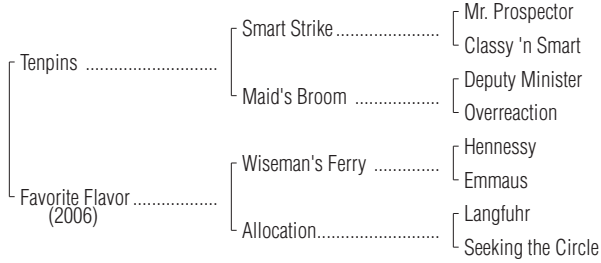 Mr. Prospector
Smart Strike ..................
Classy 'n Smart
Tenpins ......................
Deputy Minister
Maid's Broom ...............
Overreaction
Hennessy
Wiseman's Ferry ............
Emmaus
Favorite Flavor ..............
(2006)
Langfuhr
Allocation......................
Seeking the Circle